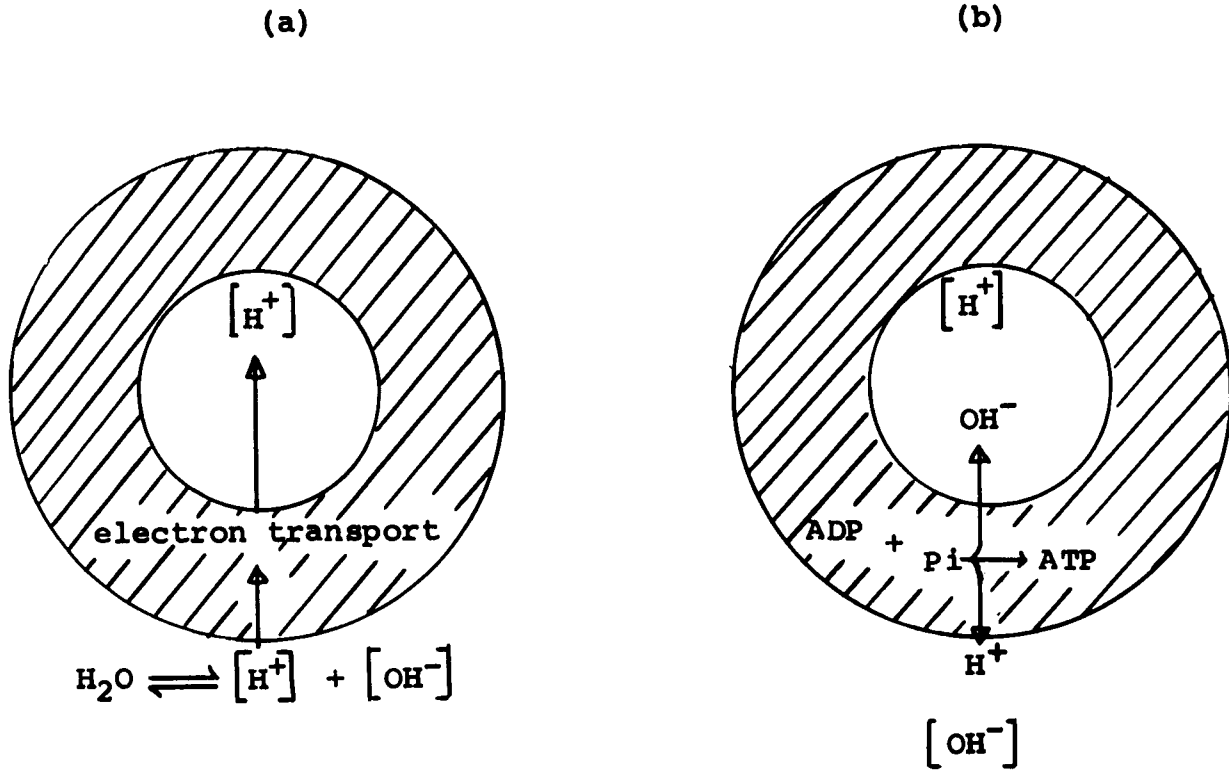 (a)
[H⁺]
electron transport
H₂O ⇌ [H⁺] + [OH⁻]
(b)
[H⁺]
OH⁻
ADP + Pi → ATP
H⁺
[OH⁻]